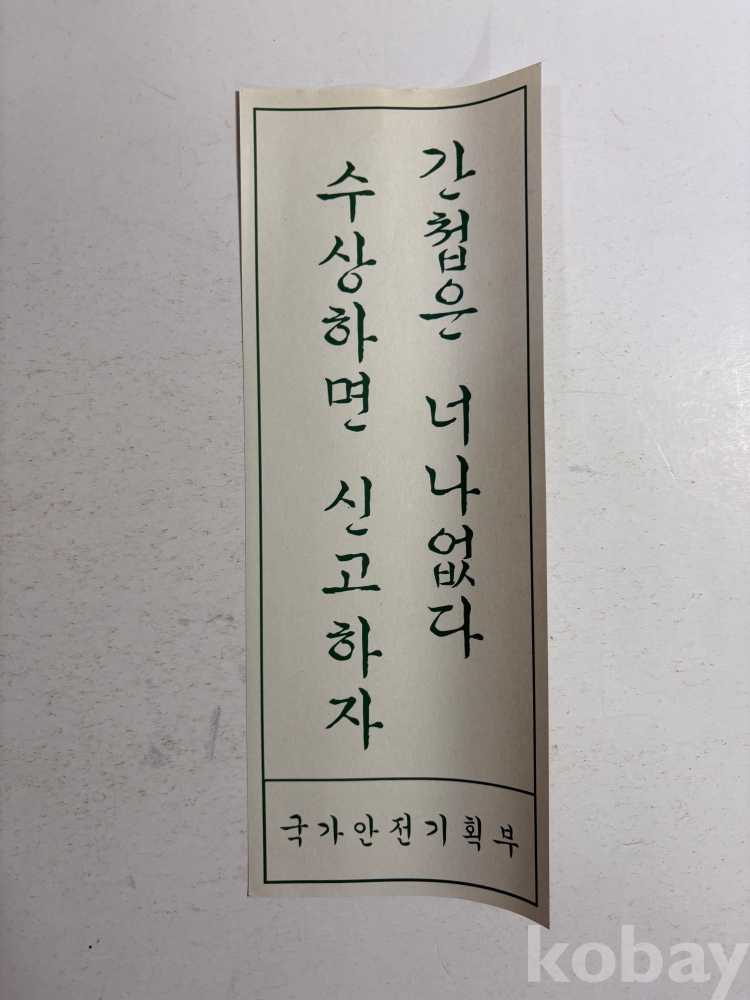 간첩은 너나없다
수상하면 신고하자
국가안전기획부
kobay